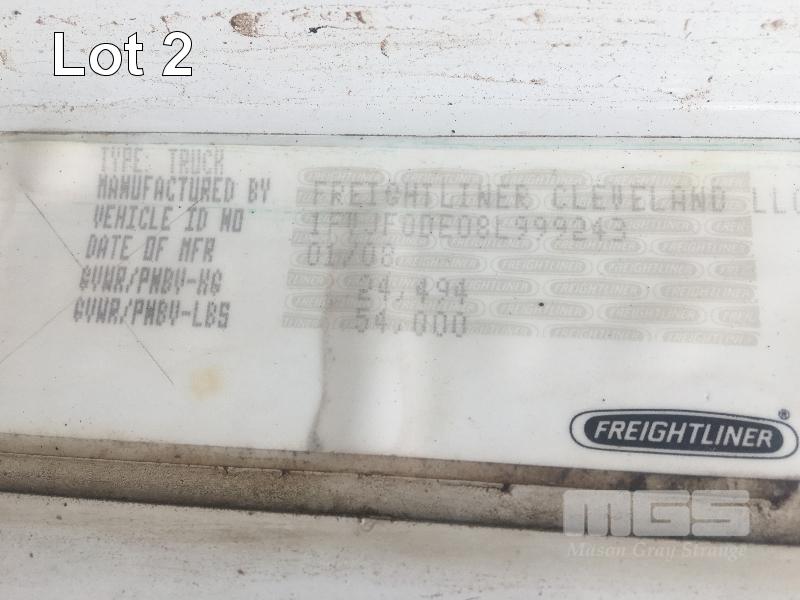 Lot 2
TYPE: TRUCK
MANUFACTURED BY FREIGHTLINER CLEVELAND LLC
VEHICLE ID NO
DATE OF MFR 01/08
GVWR/PNBV-KG 24,494
GVWR/PNBV-LBS 54,000
FREIGHTLINER®
MGS
Mason Gray Strange